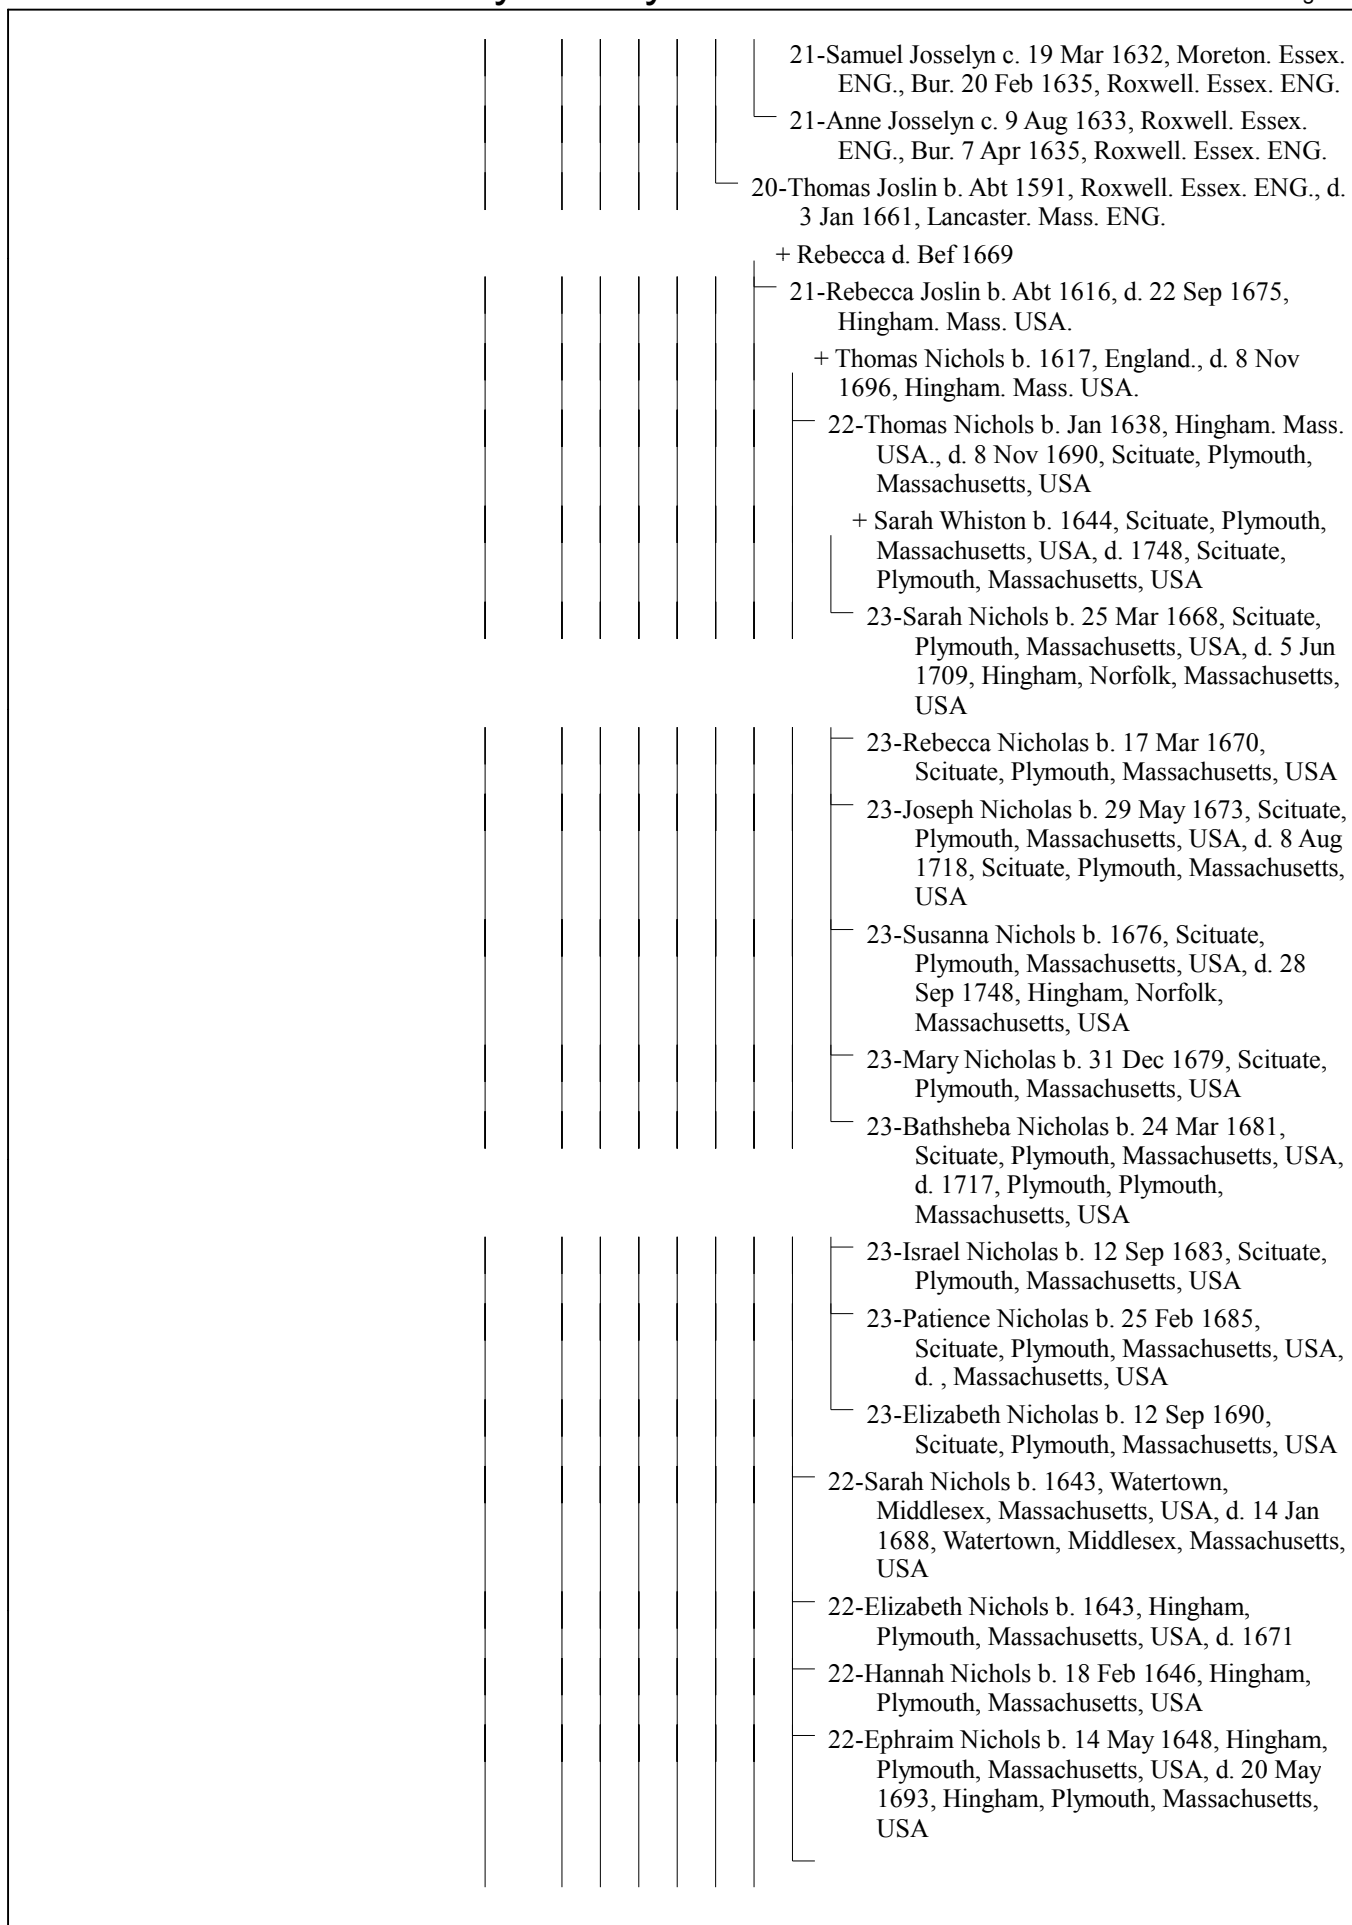 21-Samuel Josselyn c. 19 Mar 1632, Moreton. Essex.
ENG., Bur. 20 Feb 1635, Roxwell. Essex. ENG.
21-Anne Josselyn c. 9 Aug 1633, Roxwell. Essex.
ENG., Bur. 7 Apr 1635, Roxwell. Essex. ENG.
20-Thomas Joslin b. Abt 1591, Roxwell. Essex. ENG., d.
3 Jan 1661, Lancaster. Mass. ENG.
+ Rebecca d. Bef 1669
21-Rebecca Joslin b. Abt 1616, d. 22 Sep 1675,
Hingham. Mass. USA.
+ Thomas Nichols b. 1617, England., d. 8 Nov
1696, Hingham. Mass. USA.
22-Thomas Nichols b. Jan 1638, Hingham. Mass.
USA., d. 8 Nov 1690, Scituate, Plymouth,
Massachusetts, USA
+ Sarah Whiston b. 1644, Scituate, Plymouth,
Massachusetts, USA, d. 1748, Scituate,
Plymouth, Massachusetts, USA
23-Sarah Nichols b. 25 Mar 1668, Scituate,
Plymouth, Massachusetts, USA, d. 5 Jun
1709, Hingham, Norfolk, Massachusetts,
USA
23-Rebecca Nicholas b. 17 Mar 1670,
Scituate, Plymouth, Massachusetts, USA
23-Joseph Nicholas b. 29 May 1673, Scituate,
Plymouth, Massachusetts, USA, d. 8 Aug
1718, Scituate, Plymouth, Massachusetts,
USA
23-Susanna Nichols b. 1676, Scituate,
Plymouth, Massachusetts, USA, d. 28
Sep 1748, Hingham, Norfolk,
Massachusetts, USA
23-Mary Nicholas b. 31 Dec 1679, Scituate,
Plymouth, Massachusetts, USA
23-Bathsheba Nicholas b. 24 Mar 1681,
Scituate, Plymouth, Massachusetts, USA,
d. 1717, Plymouth, Plymouth,
Massachusetts, USA
23-Israel Nicholas b. 12 Sep 1683, Scituate,
Plymouth, Massachusetts, USA
23-Patience Nicholas b. 25 Feb 1685,
Scituate, Plymouth, Massachusetts, USA,
d. , Massachusetts, USA
23-Elizabeth Nicholas b. 12 Sep 1690,
Scituate, Plymouth, Massachusetts, USA
22-Sarah Nichols b. 1643, Watertown,
Middlesex, Massachusetts, USA, d. 14 Jan
1688, Watertown, Middlesex, Massachusetts,
USA
22-Elizabeth Nichols b. 1643, Hingham,
Plymouth, Massachusetts, USA, d. 1671
22-Hannah Nichols b. 18 Feb 1646, Hingham,
Plymouth, Massachusetts, USA
22-Ephraim Nichols b. 14 May 1648, Hingham,
Plymouth, Massachusetts, USA, d. 20 May
1693, Hingham, Plymouth, Massachusetts,
USA